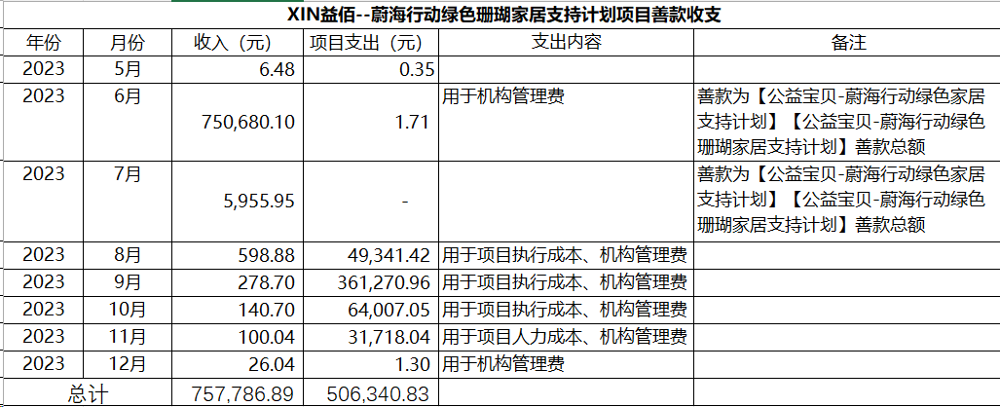 XIN益佰--蔚海行动绿色珊瑚家居支持计划项目善款收支
年份 月份 收入（元） 项目支出（元） 支出内容 备注
2023 5月 6.48 0.35
2023 6月 750,680.10 1.71 用于机构管理费 善款为【公益宝贝-蔚海行动绿色家居
支持计划】【公益宝贝-蔚海行动绿色
珊瑚家居支持计划】善款总额
2023 7月 5,955.95 - 善款为【公益宝贝-蔚海行动绿色家居
支持计划】【公益宝贝-蔚海行动绿色
珊瑚家居支持计划】善款总额
2023 8月 598.88 49,341.42 用于项目执行成本、机构管理费
2023 9月 278.70 361,270.96 用于项目执行成本、机构管理费
2023 10月 140.70 64,007.05 用于项目执行成本、机构管理费
2023 11月 100.04 31,718.04 用于项目人力成本、机构管理费
2023 12月 26.04 1.30 用于机构管理费
总计 757,786.89 506,340.83